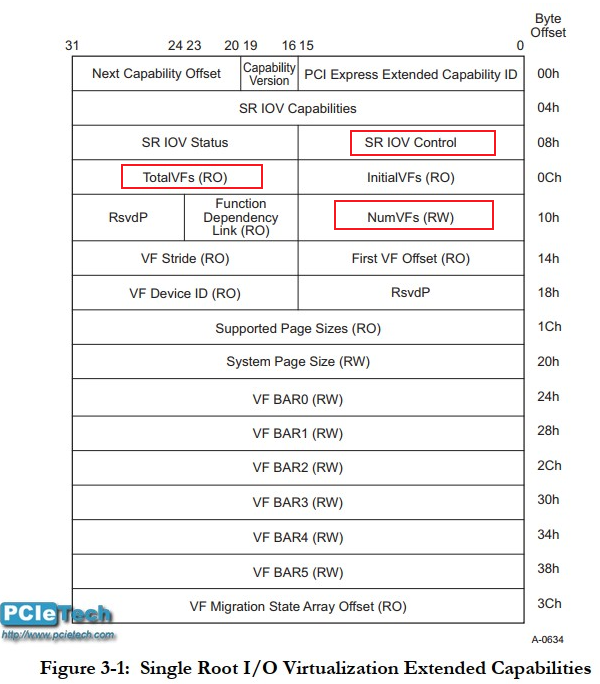 Byte
Offset
31 24 23 20 19 16 15 0
Next Capability Offset
Capability
Version
PCI Express Extended Capability ID
00h
SR IOV Capabilities
04h
SR IOV Status
SR IOV Control
08h
TotalVFs (RO)
InitialVFs (RO)
0Ch
RsvdP
Function
Dependency
Link (RO)
NumVFs (RW)
10h
VF Stride (RO)
First VF Offset (RO)
14h
VF Device ID (RO)
RsvdP
18h
Supported Page Sizes (RO)
1Ch
System Page Size (RW)
20h
VF BAR0 (RW)
24h
VF BAR1 (RW)
28h
VF BAR2 (RW)
2Ch
VF BAR3 (RW)
30h
VF BAR4 (RW)
34h
VF BAR5 (RW)
38h
VF Migration State Array Offset (RO)
3Ch
PCIeTech
http://www.pcietech.com
A-0634
Figure 3-1: Single Root I/O Virtualization Extended Capabilities